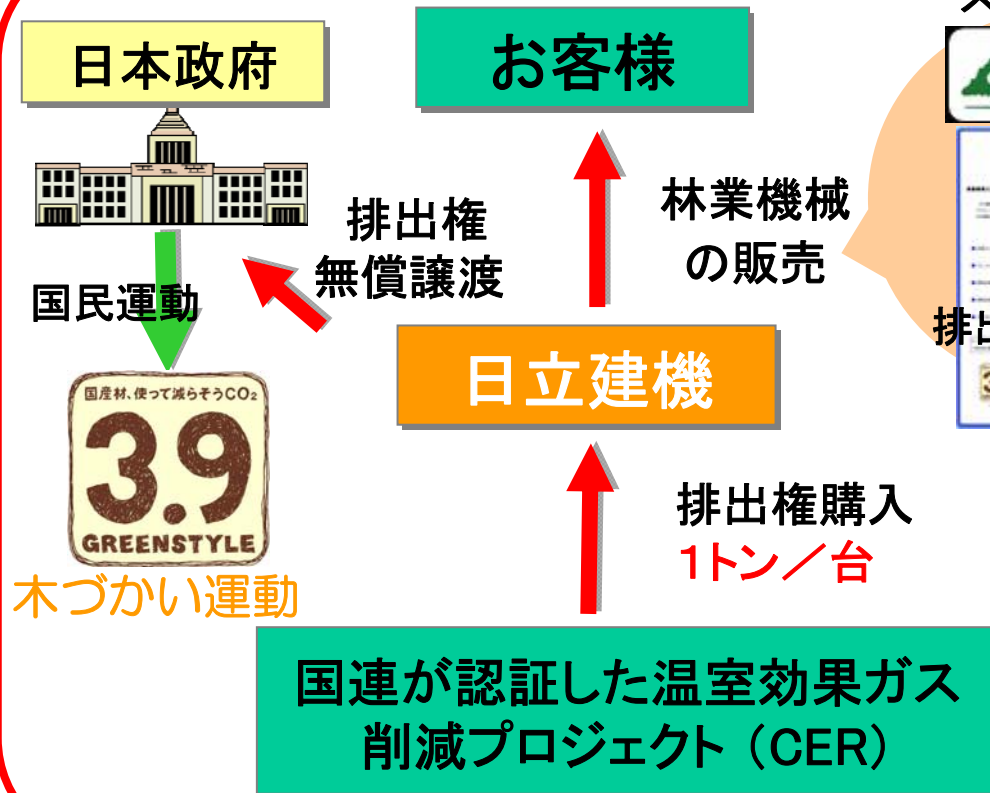 日本政府
お客様
排出権
無償譲渡
林業機械
の販売
国民運動
日立建機
国産材、使って減らそうCO₂
3.9
GREENSTYLE
木づかい運動
排出権購入
1トン／台
国連が認証した温室効果ガス
削減プロジェクト（CER）
排出